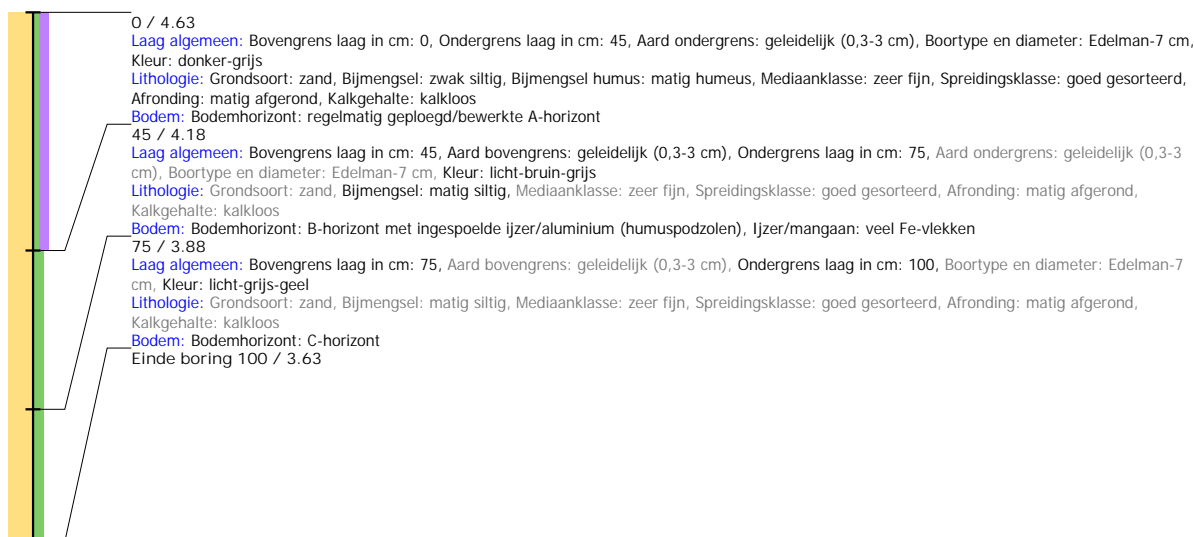 0 / 4.63
Laag algemeen: Bovengrens laag in cm: 0, Ondergrens laag in cm: 45, Aard ondergrens: geleidelijk (0,3-3 cm), Boortype en diameter: Edelman-7 cm,
Kleur: donker-grijs
Lithologie: Grondsoort: zand, Bijmengsel: zwak siltig, Bijmengsel humus: matig humeus, Mediaanklasse: zeer fijn, Spreidingsklasse: goed gesorteerd,
Afronding: matig afgerond, Kalkgehalte: kalkloos
Bodem: Bodemhorizont: regelmatig geploegd/bewerkte A-horizont
45 / 4.18
Laag algemeen: Bovengrens laag in cm: 45, Aard bovengrens: geleidelijk (0,3-3 cm), Ondergrens laag in cm: 75, Aard ondergrens: geleidelijk (0,3-3
cm), Boortype en diameter: Edelman-7 cm, Kleur: licht-bruin-grijs
Lithologie: Grondsoort: zand, Bijmengsel: matig siltig, Mediaanklasse: zeer fijn, Spreidingsklasse: goed gesorteerd, Afronding: matig afgerond,
Kalkgehalte: kalkloos
Bodem: Bodemhorizont: B-horizont met ingespoelde ijzer/aluminium (humuspodzolen), Ijzer/mangaan: veel Fe-vlekken
75 / 3.88
Laag algemeen: Bovengrens laag in cm: 75, Aard bovengrens: geleidelijk (0,3-3 cm), Ondergrens laag in cm: 100, Boortype en diameter: Edelman-7
cm, Kleur: licht-grijs-geel
Lithologie: Grondsoort: zand, Bijmengsel: matig siltig, Mediaanklasse: zeer fijn, Spreidingsklasse: goed gesorteerd, Afronding: matig afgerond,
Kalkgehalte: kalkloos
Bodem: Bodemhorizont: C-horizont
Einde boring 100 / 3.63